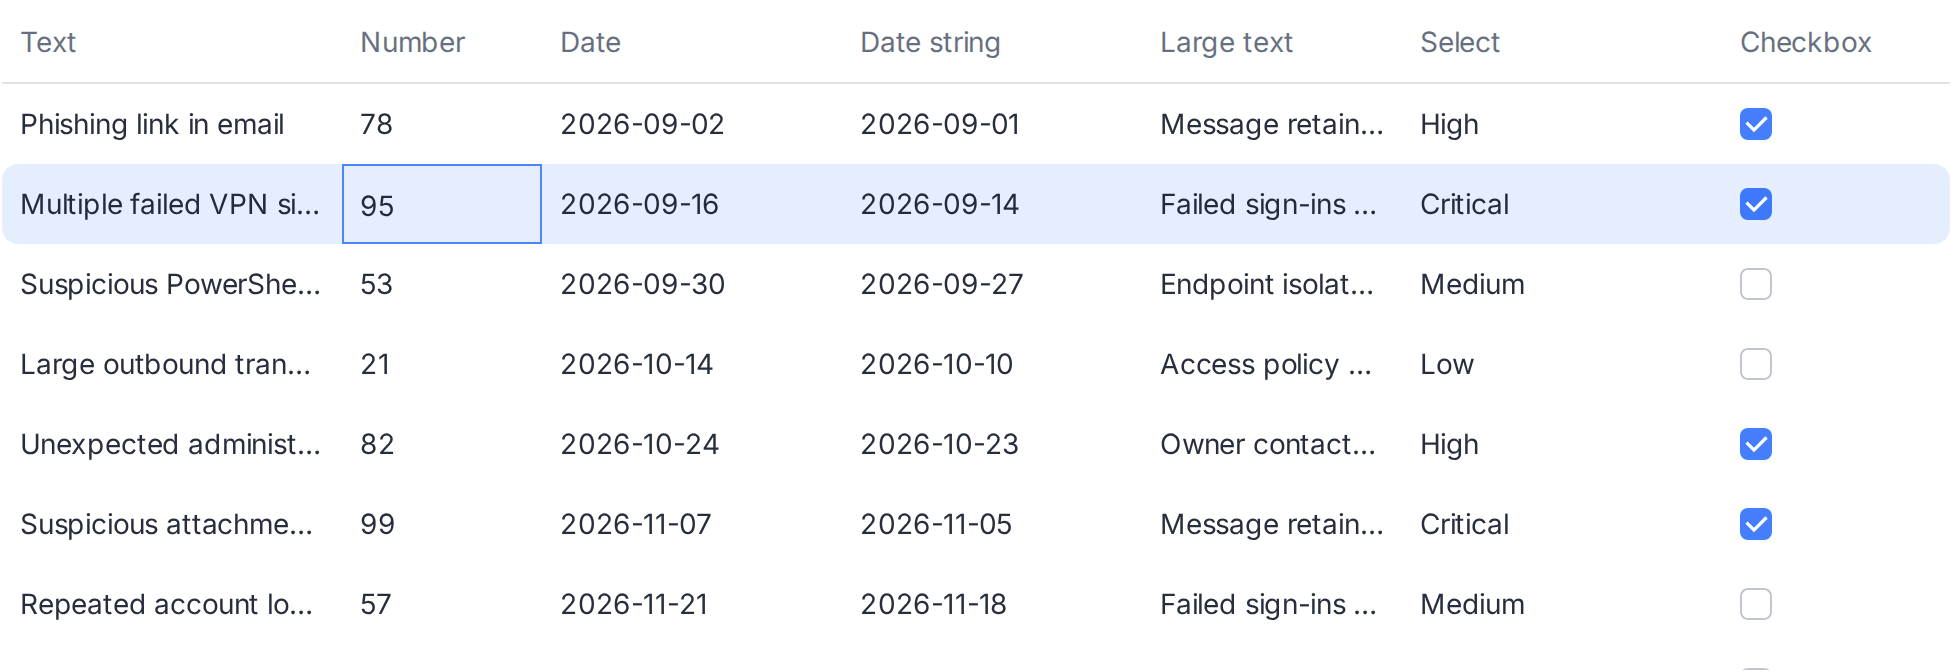 Text Number Date Date string Large text Select Checkbox
Phishing link in email 78 2026-09-02 2026-09-01 Message retain... High
Multiple failed VPN si... 95 2026-09-16 2026-09-14 Failed sign-ins ... Critical
Suspicious PowerShe... 53 2026-09-30 2026-09-27 Endpoint isolat... Medium
Large outbound tran... 21 2026-10-14 2026-10-10 Access policy ... Low
Unexpected administ... 82 2026-10-24 2026-10-23 Owner contact... High
Suspicious attachme... 99 2026-11-07 2026-11-05 Message retain... Critical
Repeated account lo... 57 2026-11-21 2026-11-18 Failed sign-ins ... Medium